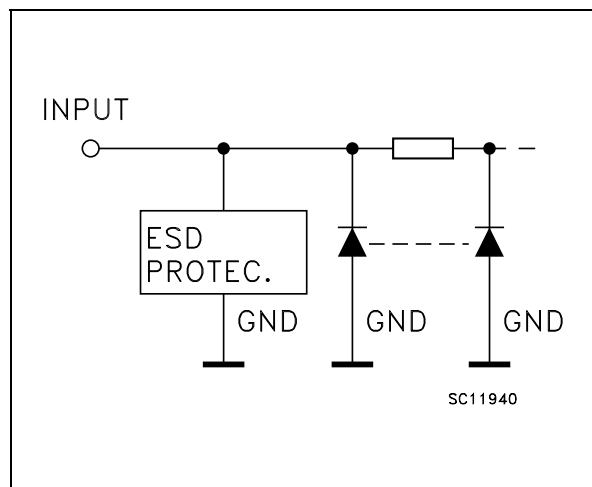 INPUT
ESD
PROTEC.
GND
GND
GND
SC11940